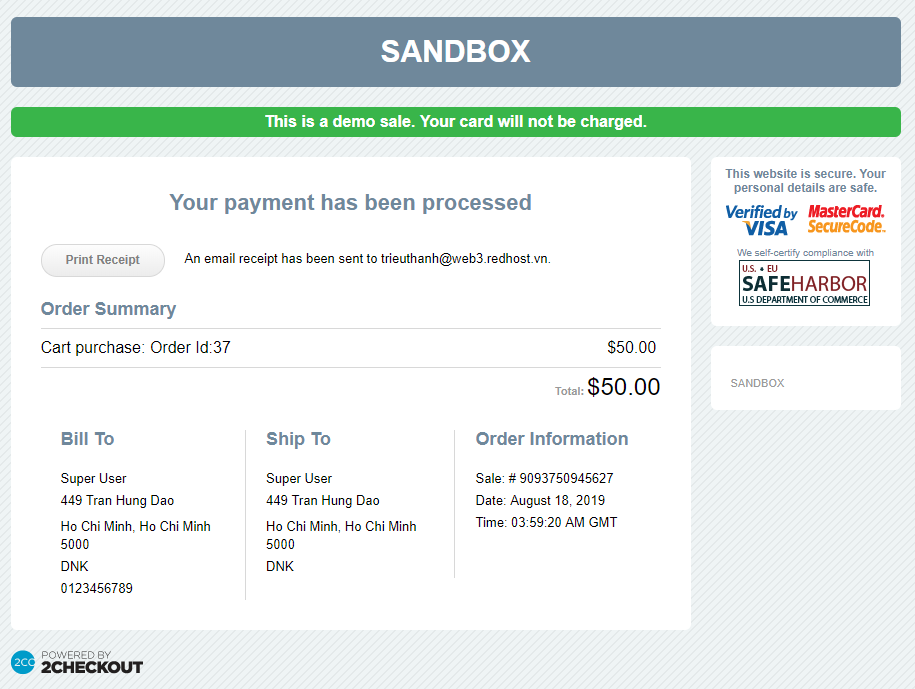 SANDBOX
This is a demo sale. Your card will not be charged.
Your payment has been processed
Print Receipt
An email receipt has been sent to trieuthanh@web3.redhost.vn.
Order Summary
Cart purchase: Order Id:37 $50.00
Total: $50.00
Bill To
Super User
449 Tran Hung Dao
Ho Chi Minh, Ho Chi Minh
5000
DNK
0123456789
Ship To
Super User
449 Tran Hung Dao
Ho Chi Minh, Ho Chi Minh
5000
DNK
Order Information
Sale: # 9093750945627
Date: August 18, 2019
Time: 03:59:20 AM GMT
This website is secure. Your
personal details are safe.
Verified by
VISA
MasterCard.
SecureCode.
We self-certify compliance with
U.S. • EU
SAFEHARBOR
U.S DEPARTMENT OF COMMERCE
SANDBOX
2CO
POWERED BY
2CHECKOUT